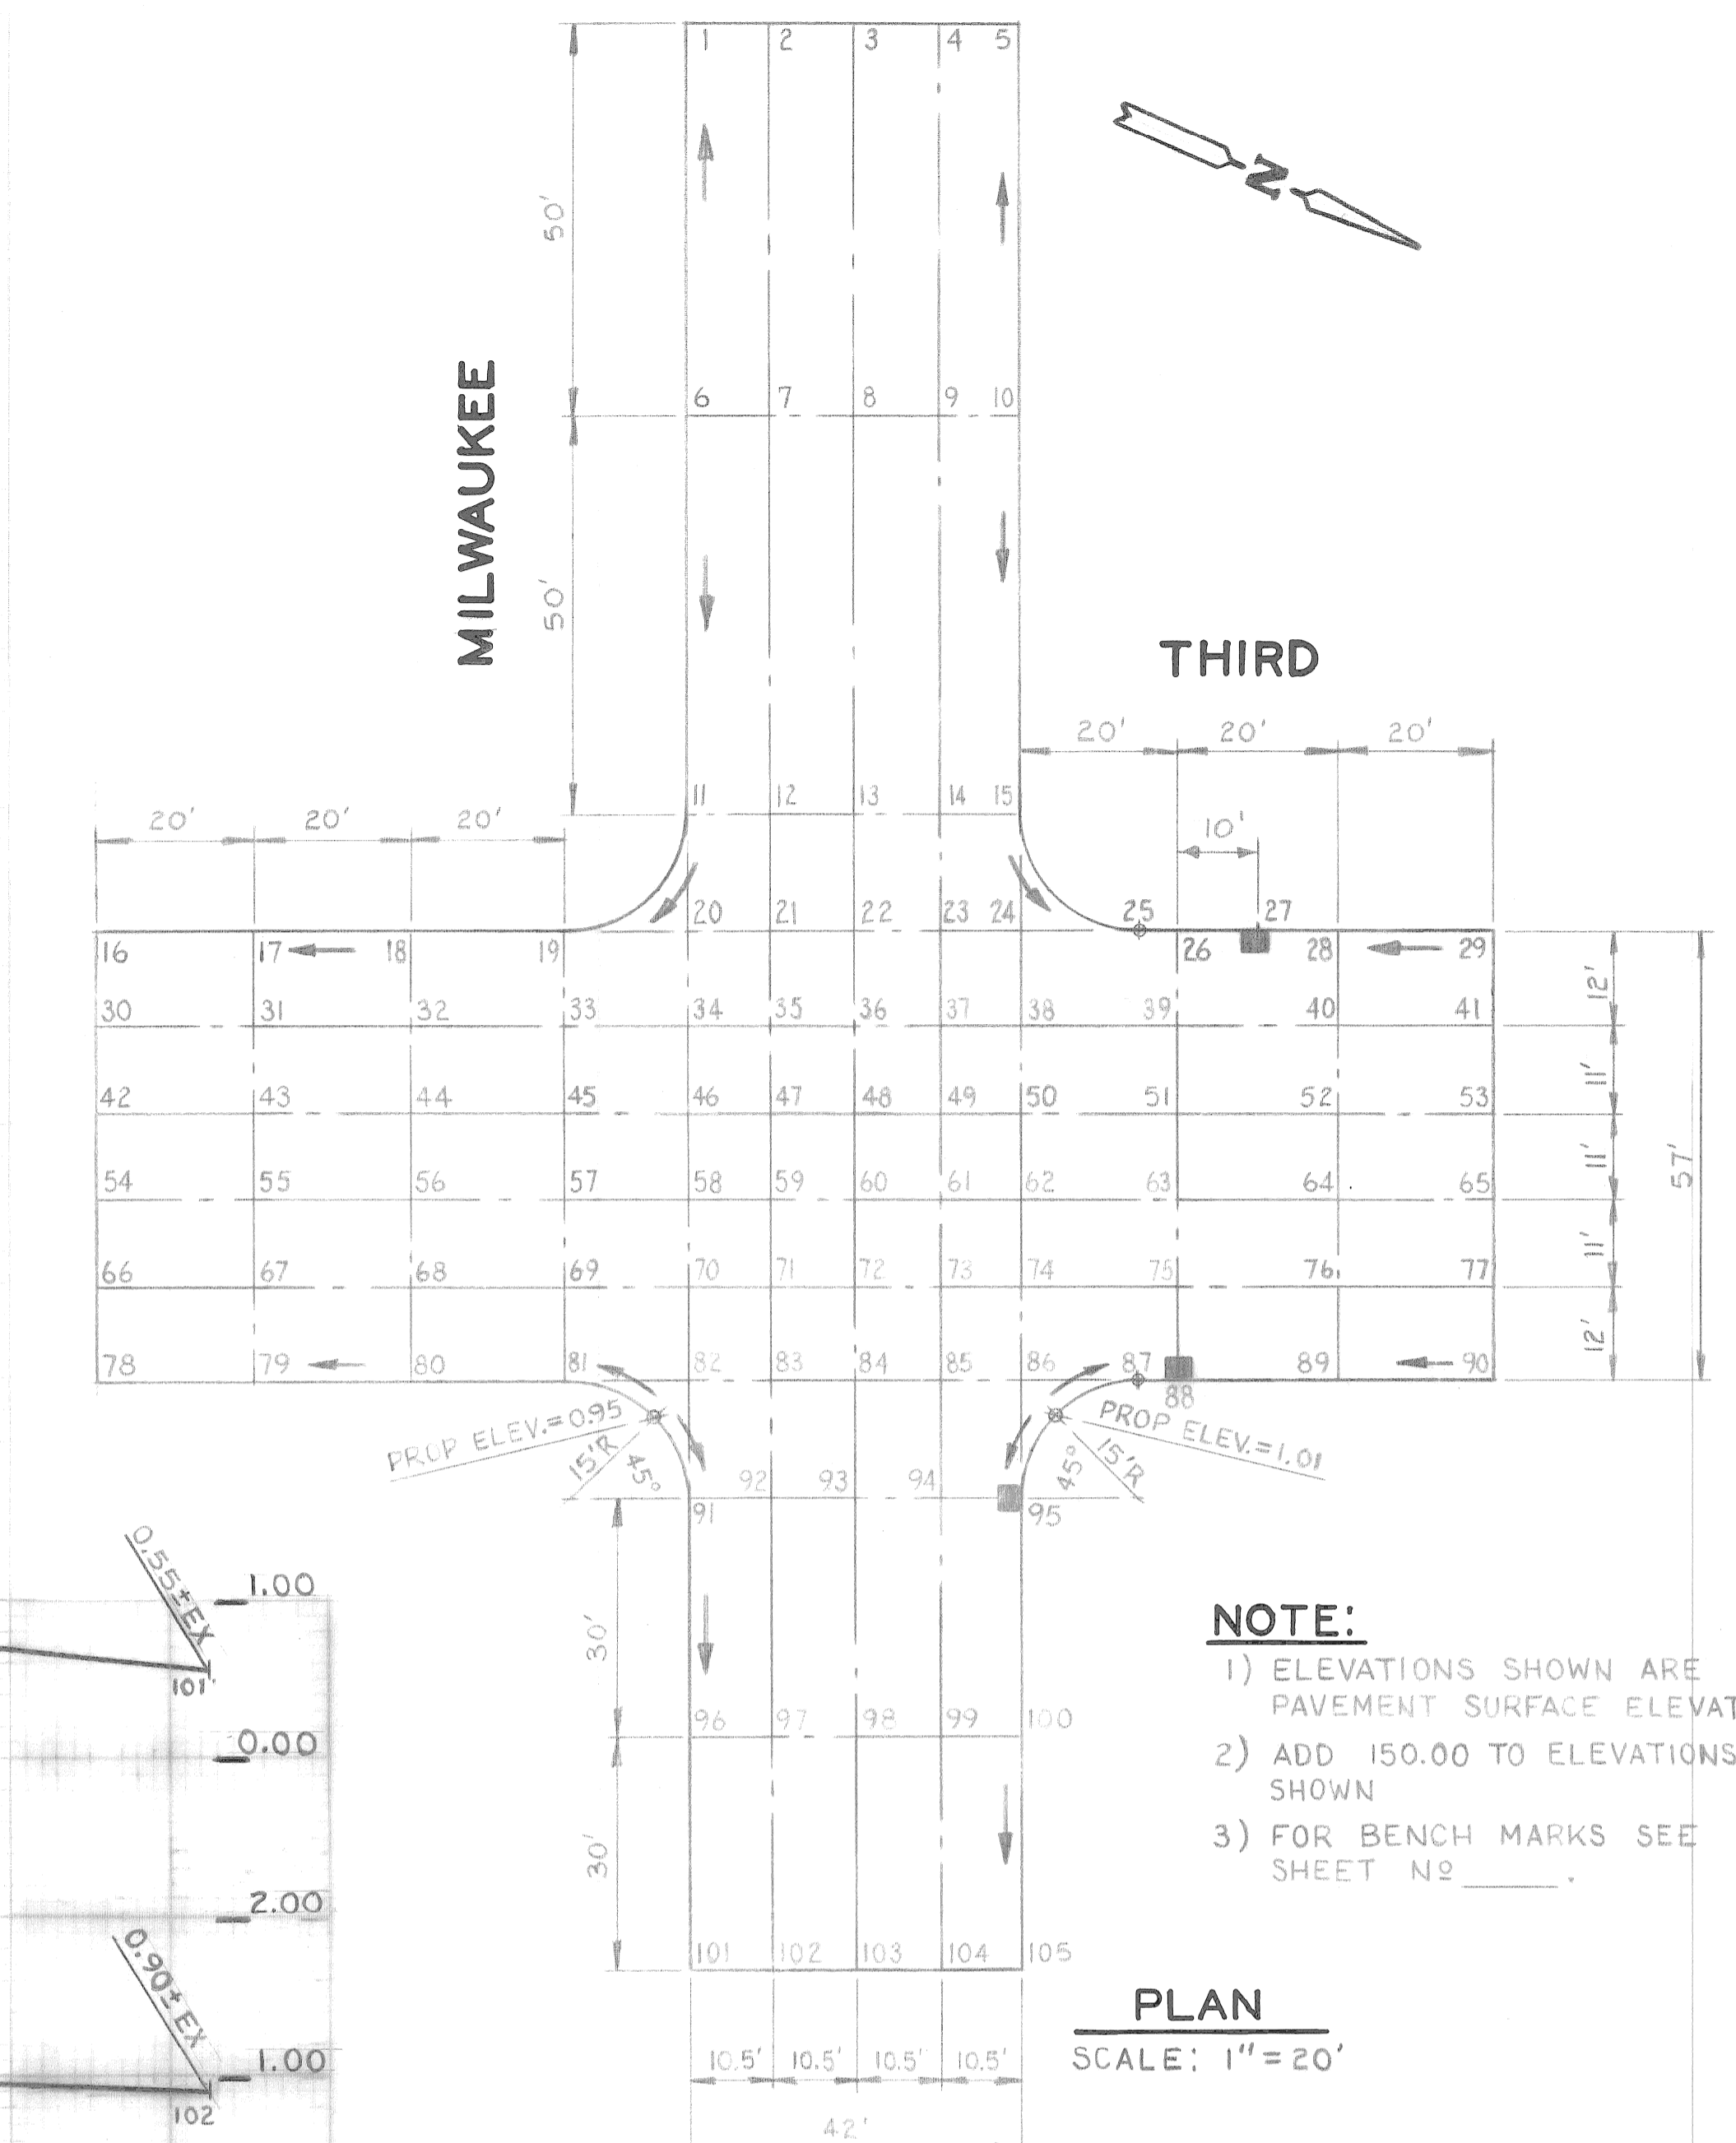 1 2 3 4 5
N
50'
MILWAUKEE
6 7 8 9 10
50'
THIRD
20' 20' 20'
10'
20' 20' 20'
11 12 13 14 15
20 21 22 23 24 25 27
16 17 18 19 26 28 29
12'
30 31 32 33 34 35 36 37 38 39 40 41
11'
42 43 44 45 46 47 48 49 50 51 52 53
11'
57'
54 55 56 57 58 59 60 61 62 63 64 65
11'
66 67 68 69 70 71 72 73 74 75 76 77
12'
78 79 80 81 82 83 84 85 86 87 89 90
88
PROP ELEV.=0.95
15'R
45°
PROP ELEV.=1.01
15'R
45°
92 93 94
91 95
30'
96 97 98 99 100
30'
101 102 103 104 105
10.5' 10.5' 10.5' 10.5'
42'
0.55± EX
1.00
101
0.00
2.00
0.90± EX
1.00
102
NOTE:
1) ELEVATIONS SHOWN ARE
PAVEMENT SURFACE ELEVAT
2) ADD 150.00 TO ELEVATIONS
SHOWN
3) FOR BENCH MARKS SEE
SHEET Nº ____.
PLAN
SCALE: 1"=20'